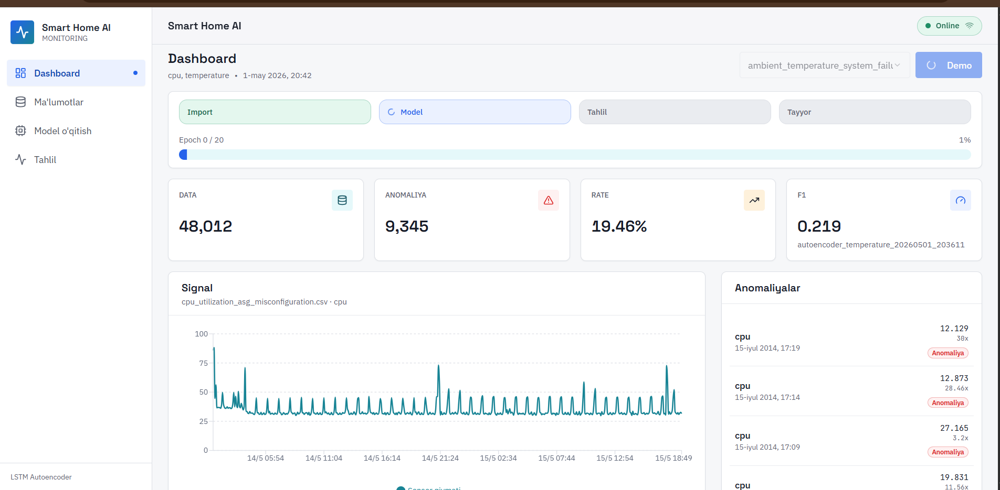 Smart Home AI
MONITORING
Dashboard
Ma'lumotlar
Model o'qitish
Tahlil
LSTM Autoencoder
Smart Home AI
Online
Dashboard
cpu, temperature • 1-may 2026, 20:42
ambient_temperature_system_failu
Demo
Import
Model
Tahlil
Tayyor
Epoch 0 / 20
1%
DATA
48,012
ANOMALIYA
9,345
RATE
19.46%
F1
0.219
autoencoder_temperature_20260501_203611
Signal
cpu_utilization_asg_misconfiguration.csv · cpu
100
75
50
25
0
14/5 05:54
14/5 11:04
14/5 16:14
14/5 21:24
15/5 02:34
15/5 07:44
15/5 12:54
15/5 18:49
Sensor qiymati
Anomaliyalar
cpu
15-iyul 2014, 17:19
12.129
30x
Anomaliya
cpu
15-iyul 2014, 17:14
12.873
28.46x
Anomaliya
cpu
15-iyul 2014, 17:09
27.165
3.2x
Anomaliya
cpu
19.831
11.56x